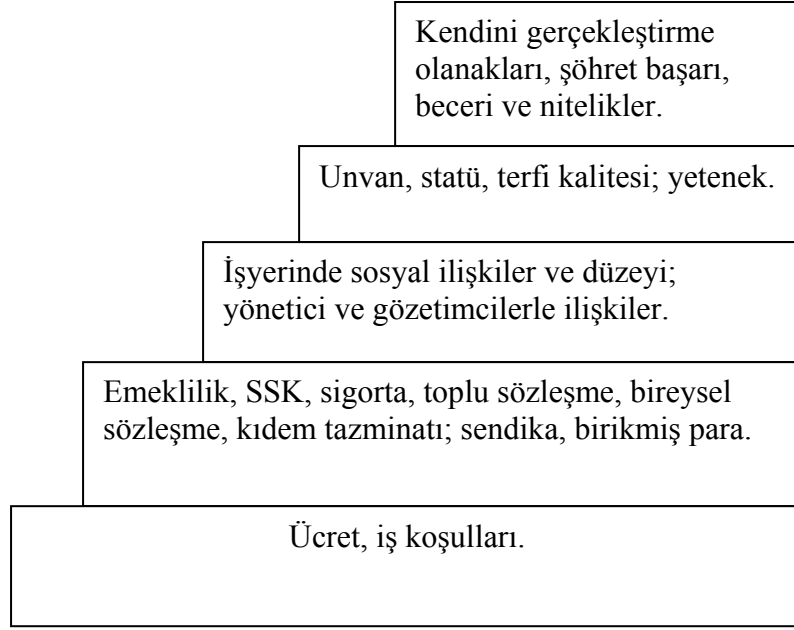 Kendini gerçekleştirme
olanakları, şöhret başarı,
beceri ve nitelikler.
Unvan, statü, terfi kalitesi; yetenek.
İşyerinde sosyal ilişkiler ve düzeyi;
yönetici ve gözetimcilerle ilişkiler.
Emeklilik, SSK, sigorta, toplu sözleşme, bireysel
sözleşme, kıdem tazminatı; sendika, birikmiş para.
Ücret, iş koşulları.